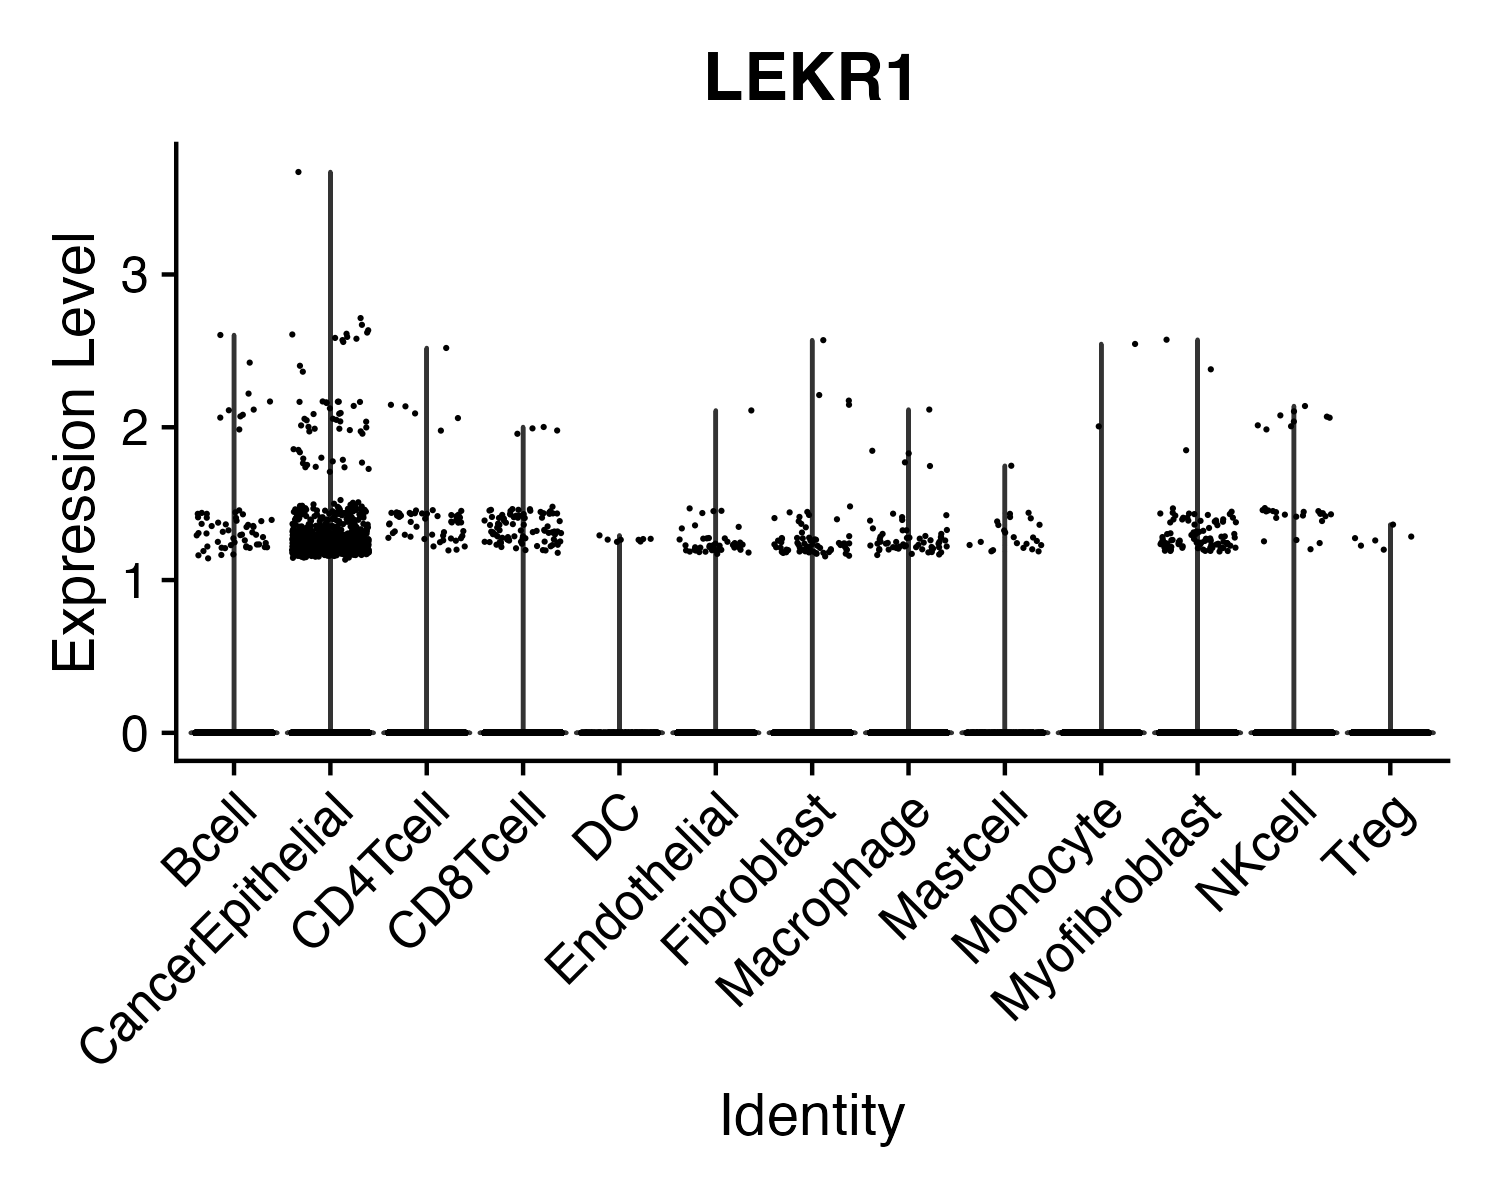 LEKR1
Expression Level
3
2
1
0
Bcell
CancerEpithelial
CD4Tcell
CD8Tcell
DC
Endothelial
Fibroblast
Macrophage
Mastcell
Monocyte
Myofibroblast
NKcell
Treg
Identity